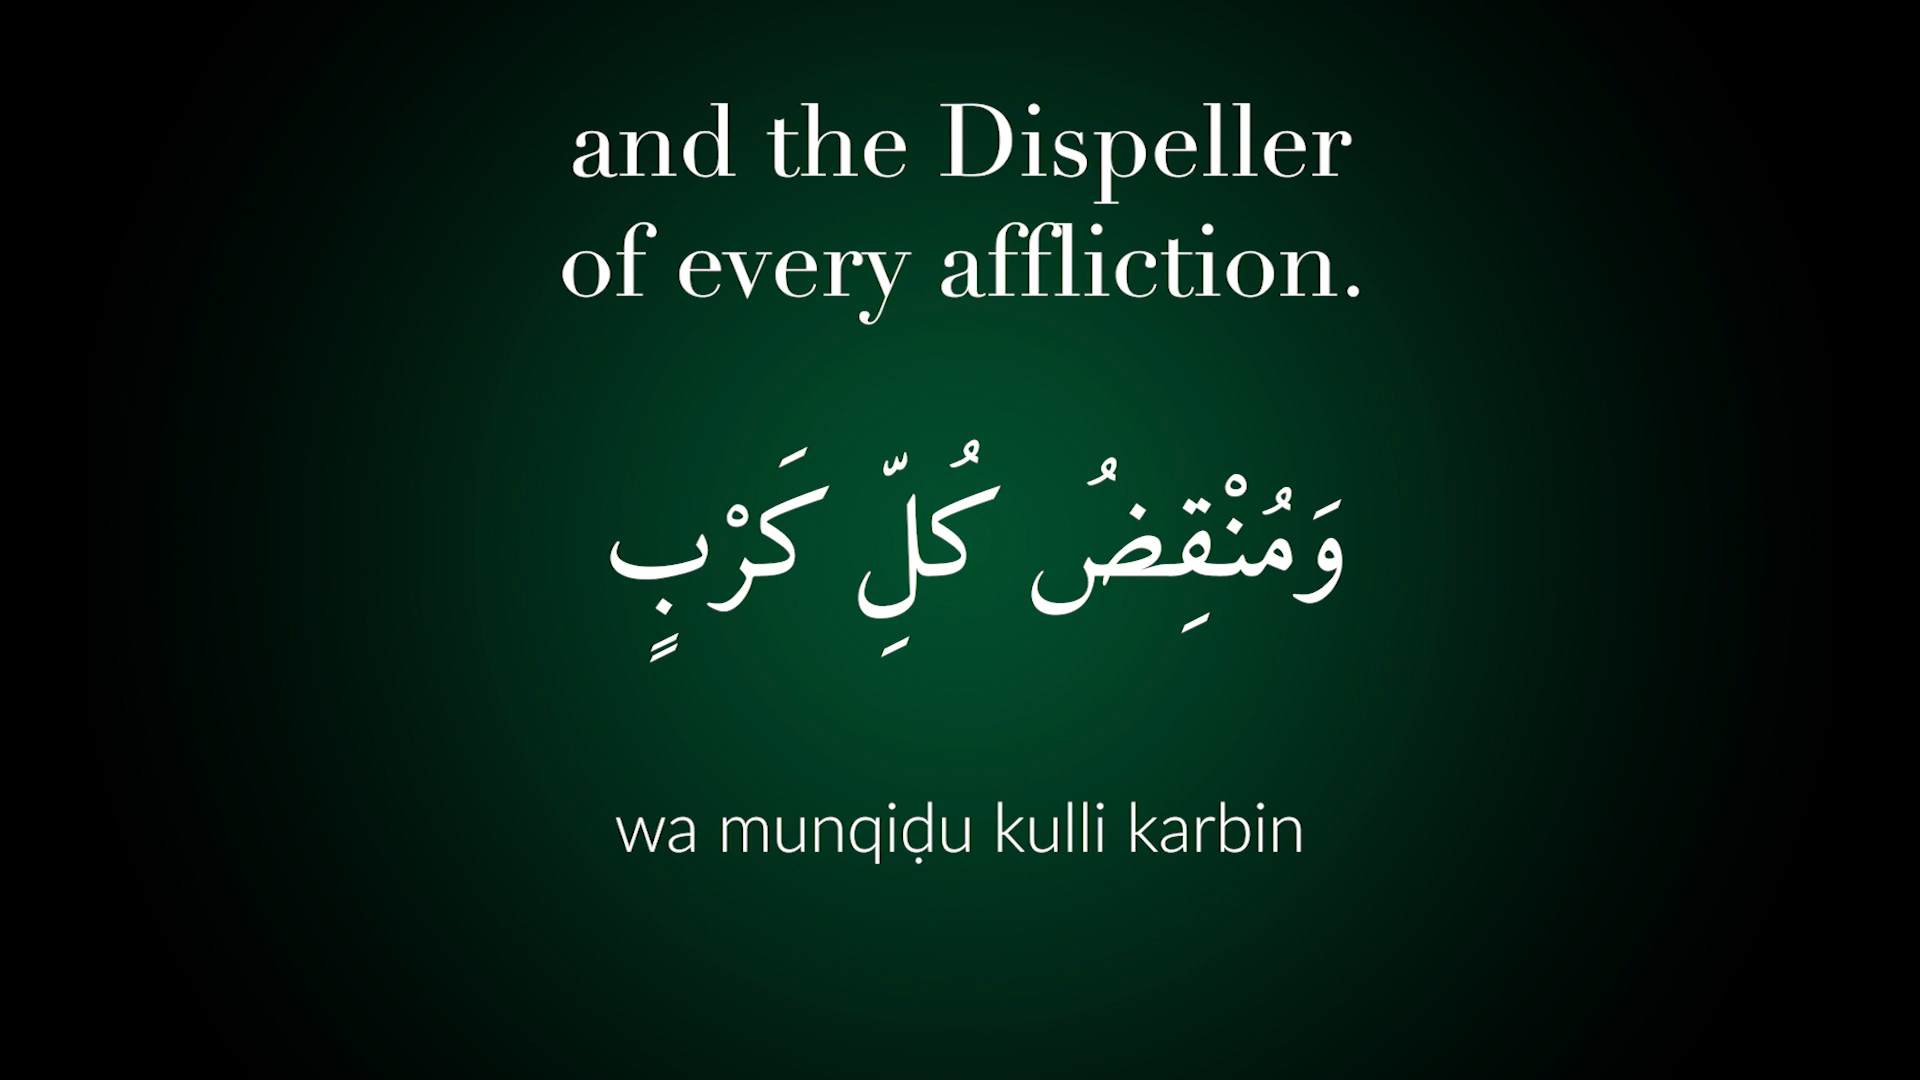 and the Dispeller
of every affliction.
وَمُنْقِضُ كُلِّ كَرْبٍ
wa munqiḍu kulli karbin